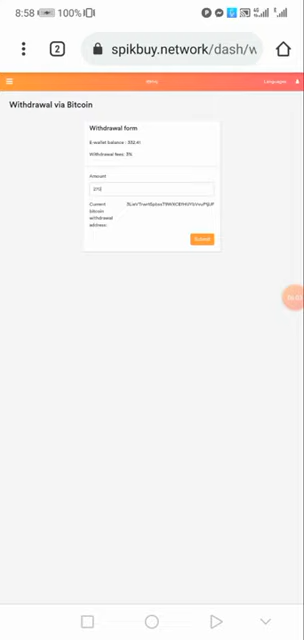 8:58 100%
2 spikbuy.network/dash/w
Languages
Withdrawal via Bitcoin
Withdrawal form
E-wallet balance : 332.41
Withdrawal fees: 3%
Amount
Current
bitcoin
withdrawal
address:
Submit